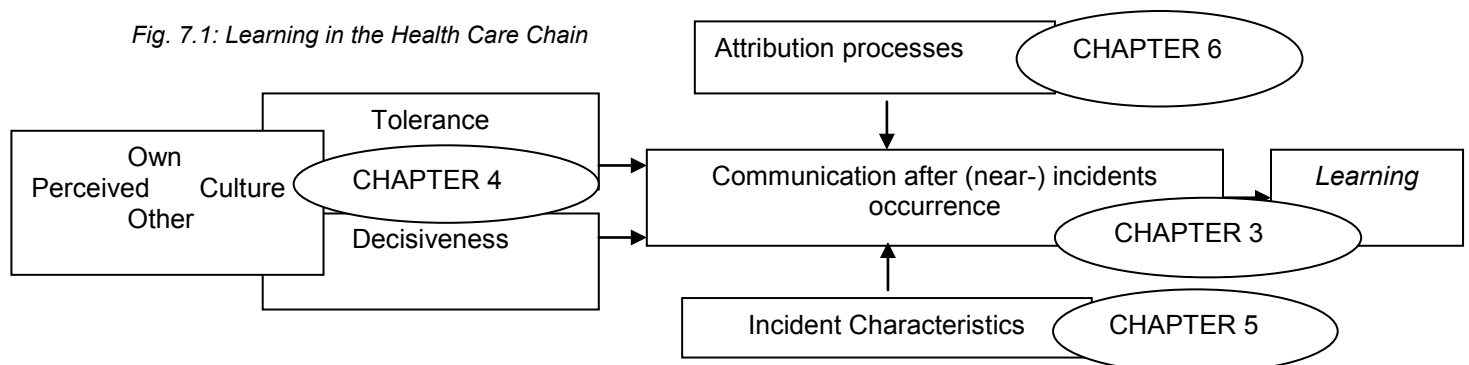 Fig. 7.1: Learning in the Health Care Chain
Attribution processes
CHAPTER 6
Tolerance
Own
Perceived Culture
Other
CHAPTER 4
Decisiveness
Communication after (near-) incidents
occurrence
CHAPTER 3
Learning
Incident Characteristics
CHAPTER 5